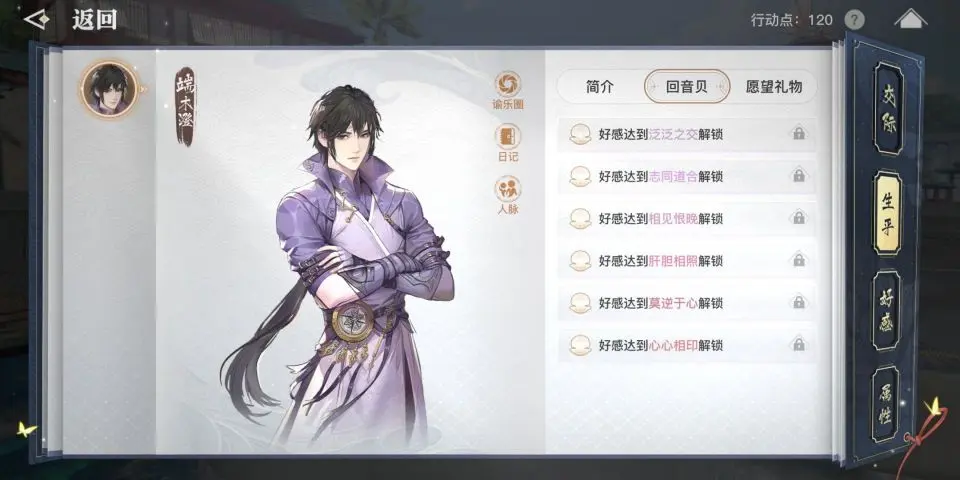 返回
行动点：120
?
端木澄
谕乐圈
日记
人脉
简介
回音贝
愿望礼物
好感达到泛泛之交解锁
好感达到志同道合解锁
好感达到相见恨晚解锁
好感达到肝胆相照解锁
好感达到莫逆于心解锁
好感达到心心相印解锁
交际
生平
好感
属性